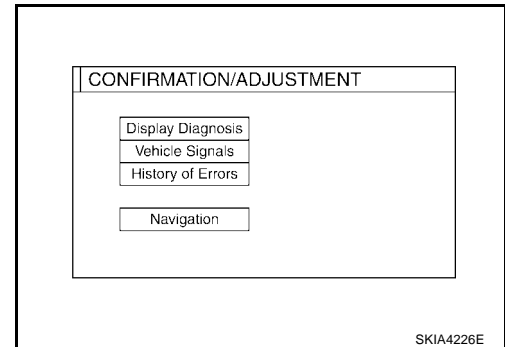 CONFIRMATION/ADJUSTMENT
Display Diagnosis
Vehicle Signals
History of Errors
Navigation
SKIA4226E